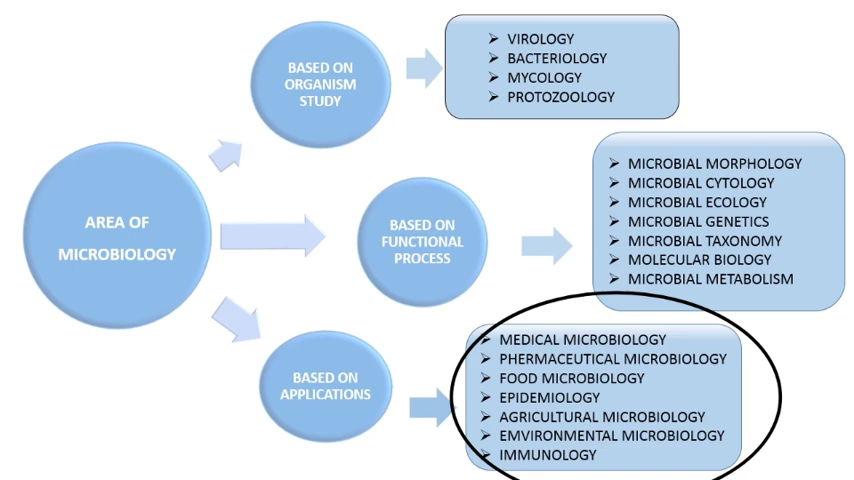 AREA OF
MICROBIOLOGY
BASED ON
ORGANISM
STUDY
VIROLOGY
BACTERIOLOGY
MYCOLOGY
PROTOZOOLOGY
BASED ON
FUNCTIONAL
PROCESS
MICROBIAL MORPHOLOGY
MICROBIAL CYTOLOGY
MICROBIAL ECOLOGY
MICROBIAL GENETICS
MICROBIAL TAXONOMY
MOLECULAR BIOLOGY
MICROBIAL METABOLISM
BASED ON
APPLICATIONS
MEDICAL MICROBIOLOGY
PHERMACEUTICAL MICROBIOLOGY
FOOD MICROBIOLOGY
EPIDEMIOLOGY
AGRICULTURAL MICROBIOLOGY
EMVIRONMENTAL MICROBIOLOGY
IMMUNOLOGY